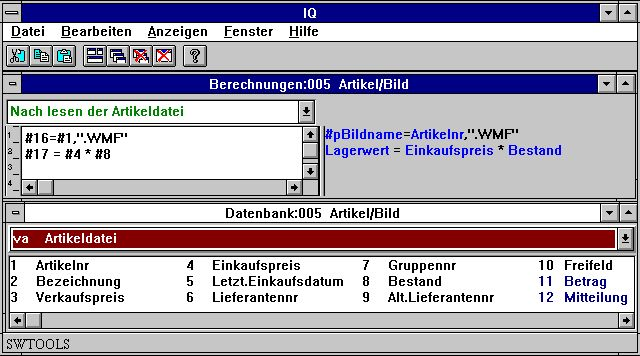 IQ
Datei Bearbeiten Anzeigen Fenster Hilfe
?
Berechnungen:005 Artikel/Bild
Nach lesen der Artikeldatei
1 #16=#1,".WMF"
2 #17 = #4 * #8
3
4
#pBildname=Artikelnr,".WMF"
Lagerwert = Einkaufspreis * Bestand
Datenbank:005 Artikel/Bild
va Artikeldatei
1 Artikelnr 4 Einkaufspreis 7 Gruppennr 10 Freifeld
2 Bezeichnung 5 Letzt.Einkaufsdatum 8 Bestand 11 Betrag
3 Verkaufspreis 6 Lieferantennr 9 Alt.Lieferantennr 12 Mitteilung
SWTOOLS